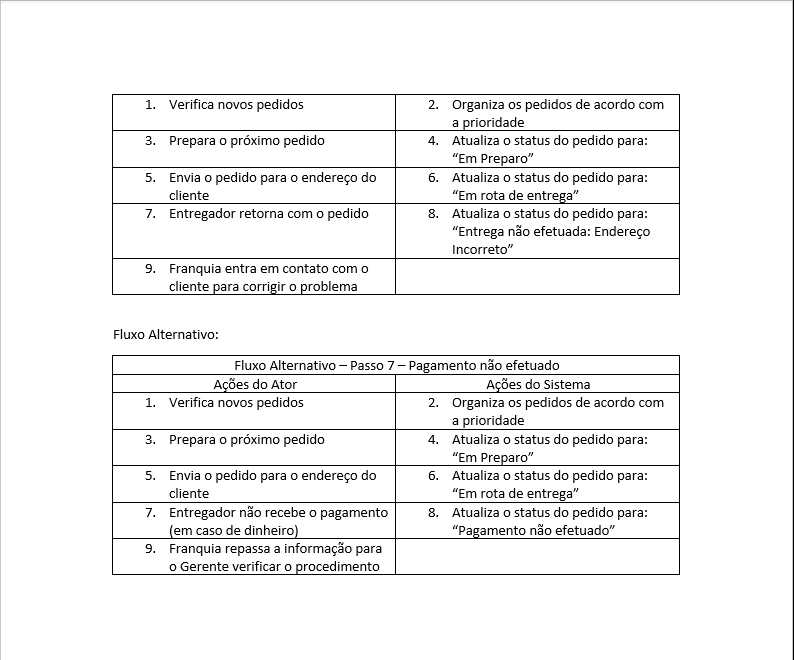 1. Verifica novos pedidos
2. Organiza os pedidos de acordo com
a prioridade
3. Prepara o próximo pedido
4. Atualiza o status do pedido para:
“Em Preparo”
5. Envia o pedido para o endereço do
cliente
6. Atualiza o status do pedido para:
“Em rota de entrega”
7. Entregador retorna com o pedido
8. Atualiza o status do pedido para:
“Entrega não efetuada: Endereço
Incorreto”
9. Franquia entra em contato com o
cliente para corrigir o problema
Fluxo Alternativo:
Fluxo Alternativo – Passo 7 – Pagamento não efetuado
Ações do Ator
Ações do Sistema
1. Verifica novos pedidos
2. Organiza os pedidos de acordo com
a prioridade
3. Prepara o próximo pedido
4. Atualiza o status do pedido para:
“Em Preparo”
5. Envia o pedido para o endereço do
cliente
6. Atualiza o status do pedido para:
“Em rota de entrega”
7. Entregador não recebe o pagamento
(em caso de dinheiro)
8. Atualiza o status do pedido para:
“Pagamento não efetuado”
9. Franquia repassa a informação para
o Gerente verificar o procedimento